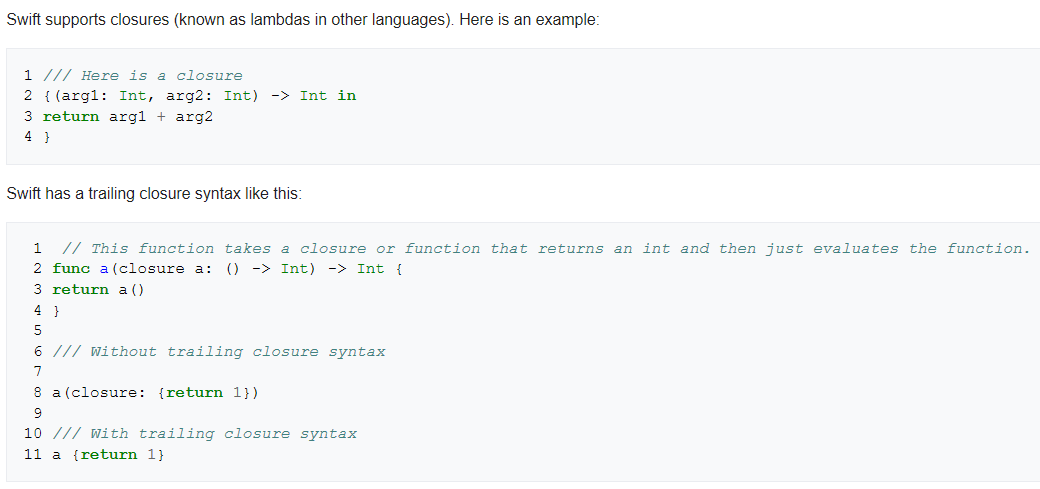 Swift supports closures (known as lambdas in other languages). Here is an example:
1 /// Here is a closure
2 {(arg1: Int, arg2: Int) -> Int in
3 return arg1 + arg2
4 }
Swift has a trailing closure syntax like this:
1 // This function takes a closure or function that returns an int and then just evaluates the function.
2 func a(closure a: () -> Int) -> Int {
3 return a()
4 }
5
6 /// Without trailing closure syntax
7
8 a(closure: {return 1})
9
10 /// With trailing closure syntax
11 a {return 1}